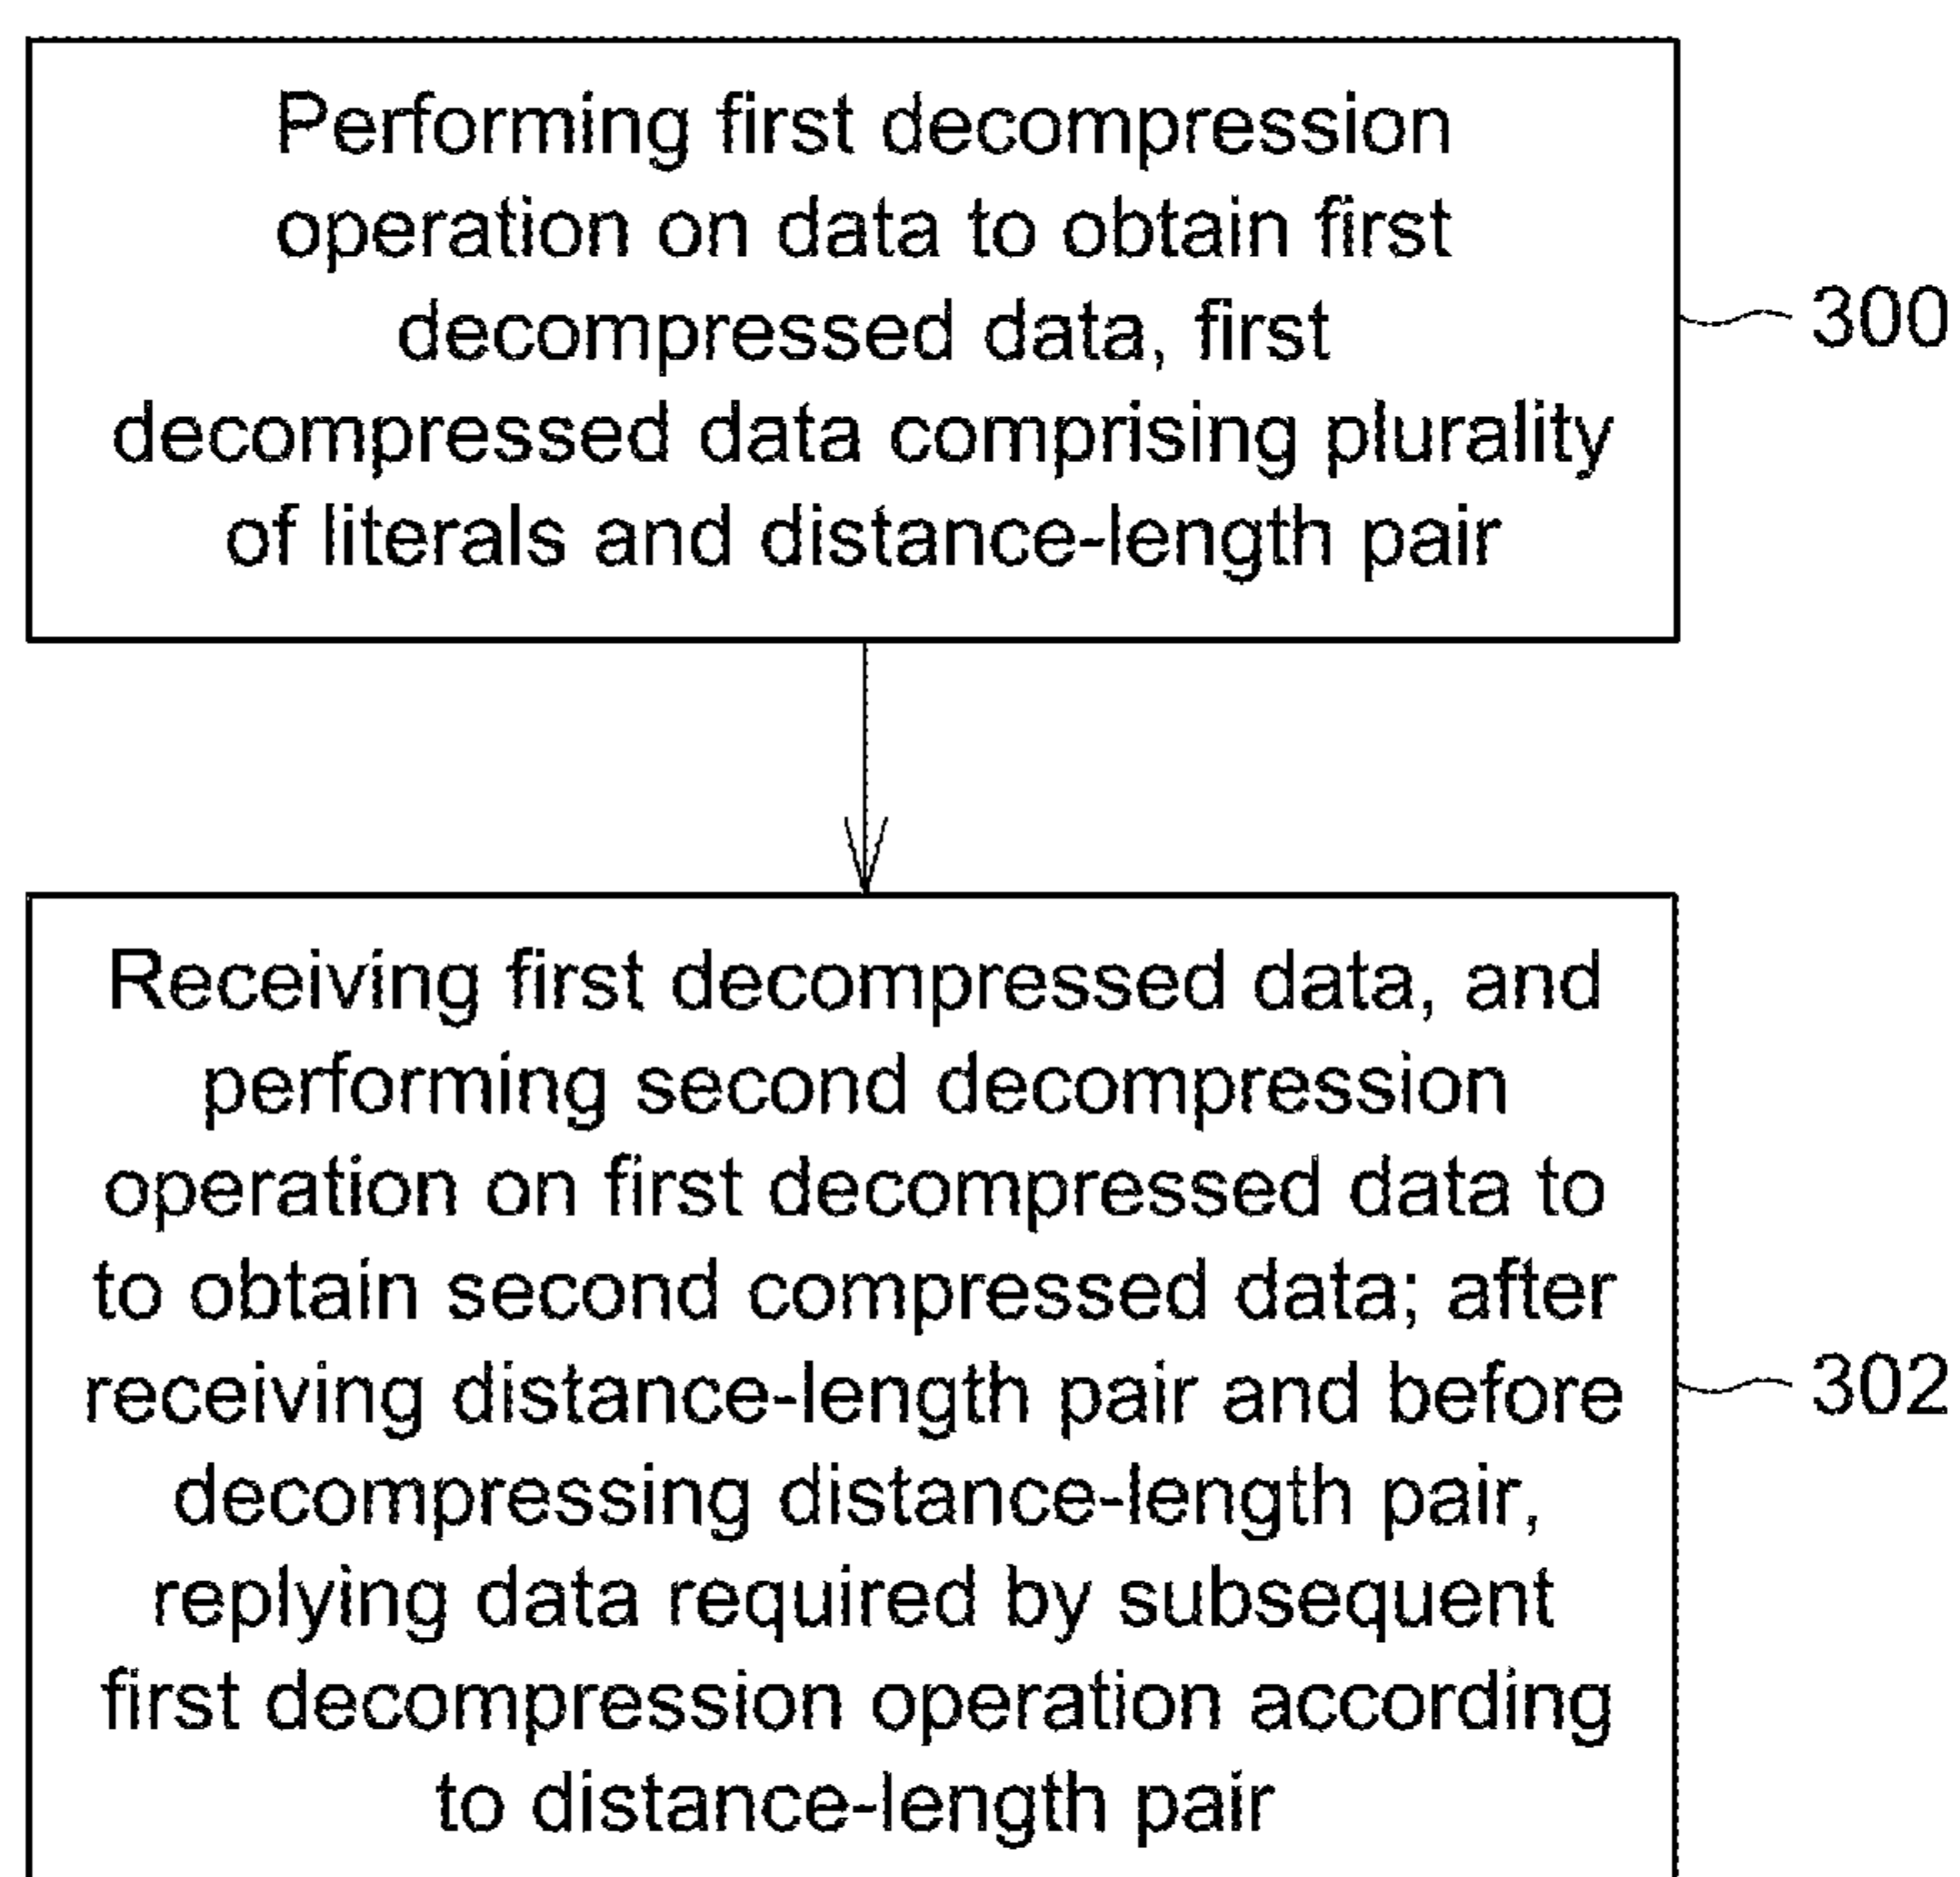 Performing first decompression
operation on data to obtain first
decompressed data, first
decompressed data comprising plurality
of literals and distance-length pair
300
Receiving first decompressed data, and
performing second decompression
operation on first decompressed data to
to obtain second compressed data; after
receiving distance-length pair and before
decompressing distance-length pair,
replying data required by subsequent
first decompression operation according
to distance-length pair
302